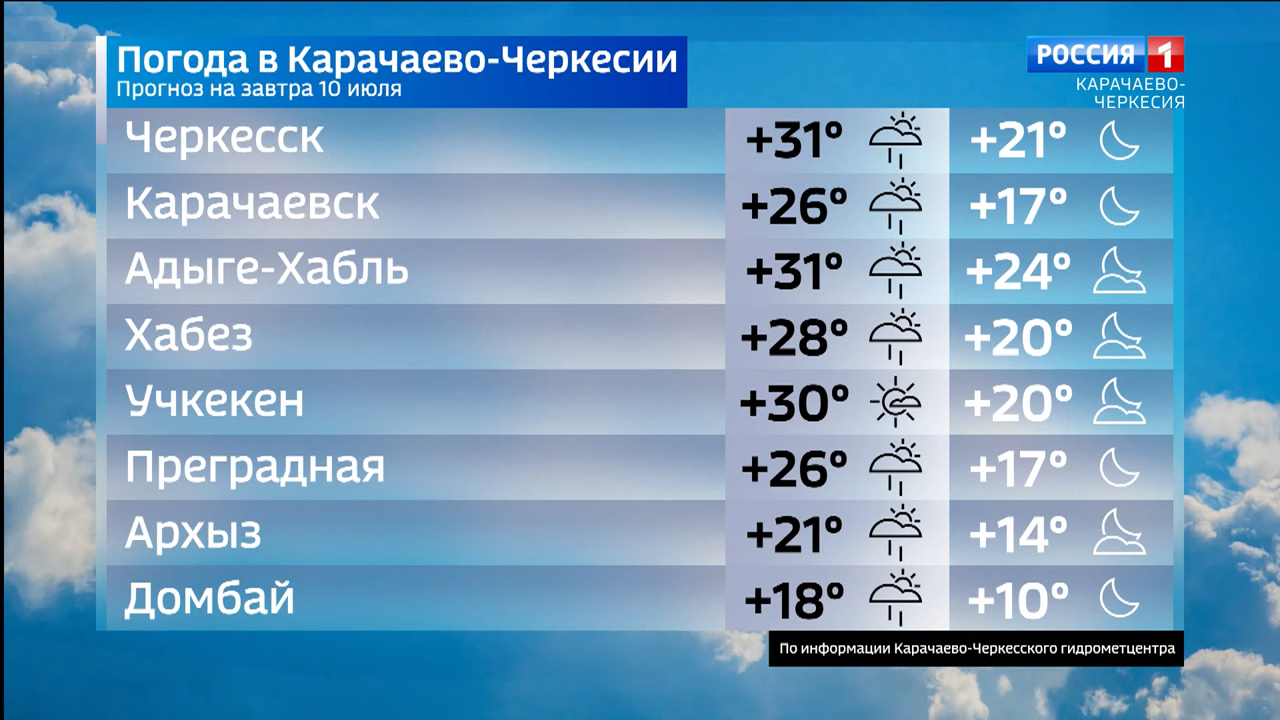 Погода в Карачаево-Черкесии
Прогноз на завтра 10 июля
РОССИЯ 1
КАРАЧАЕВО-
ЧЕРКЕСИЯ
Черкесск +31° +21°
Карачаевск +26° +17°
Адыге-Хабль +31° +24°
Хабез +28° +20°
Учкекен +30° +20°
Преградная +26° +17°
Архыз +21° +14°
Домбай +18° +10°
По информации Карачаево-Черкесского гидрометцентра